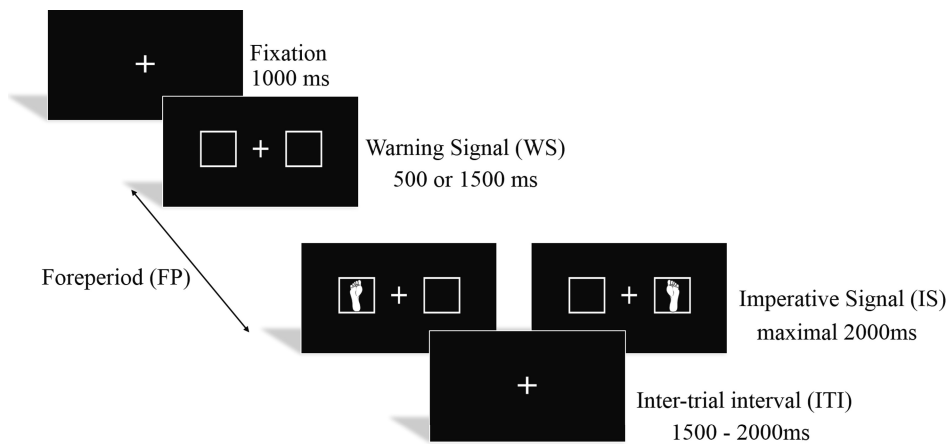 Fixation
1000 ms
Warning Signal (WS)
500 or 1500 ms
Foreperiod (FP)
Imperative Signal (IS)
maximal 2000ms
Inter-trial interval (ITI)
1500 - 2000ms